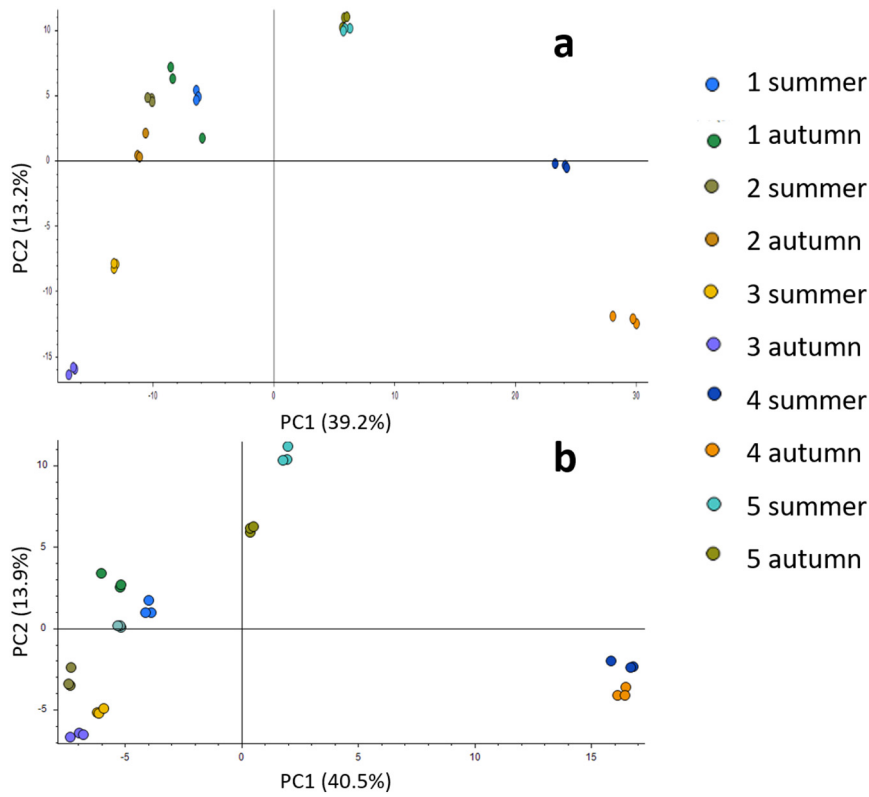 a
10
5
0
-5
-10
-15
PC2 (13.2%)
-10
0
10
20
30
PC1 (39.2%)
b
10
5
0
-5
PC2 (13.9%)
-5
0
5
10
15
PC1 (40.5%)
1 summer
1 autumn
2 summer
2 autumn
3 summer
3 autumn
4 summer
4 autumn
5 summer
5 autumn